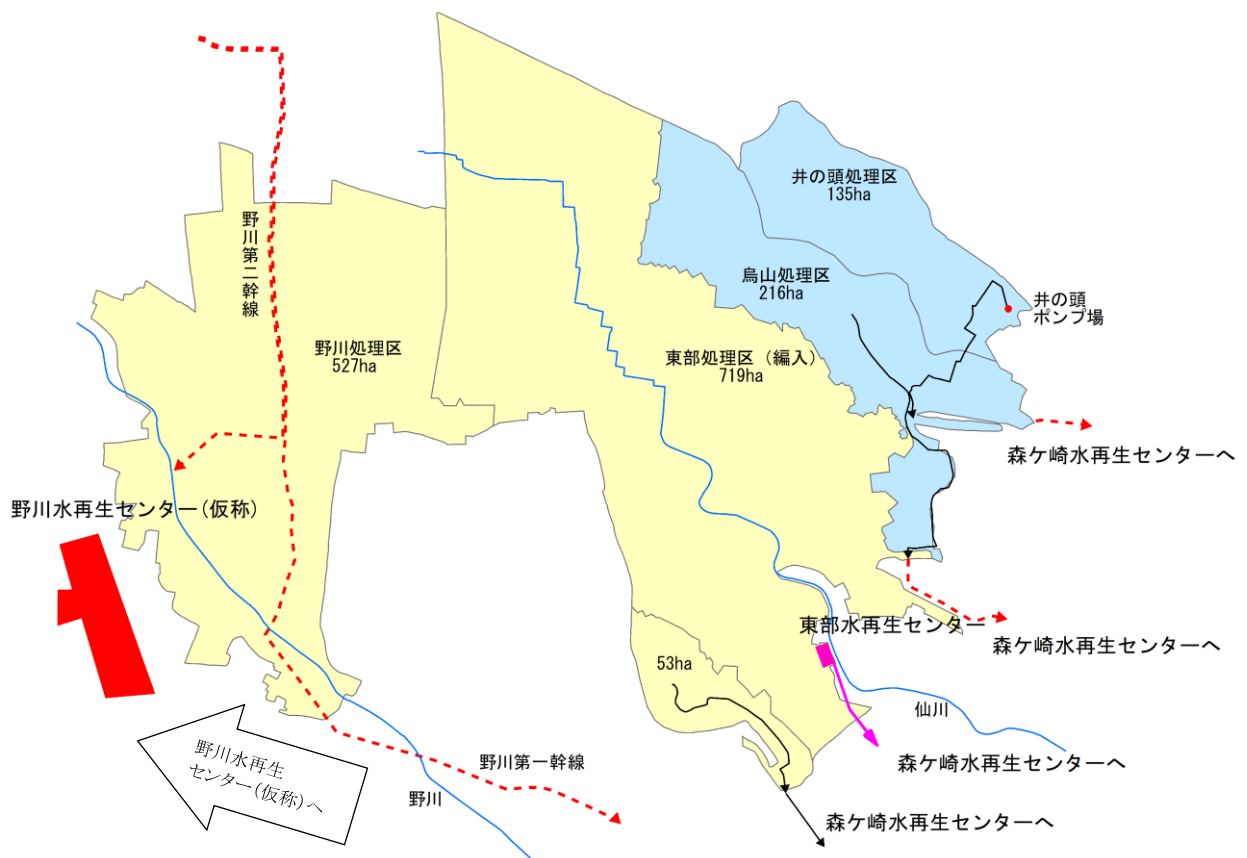 井の頭処理区
135ha
野川第二幹線
烏山処理区
216ha
井の頭
ポンプ場
野川処理区
527ha
東部処理区（編入）
719ha
森ケ崎水再生センターへ
野川水再生センター(仮称)
東部水再生センター
森ケ崎水再生センターへ
53ha
仙川
野川水再生
センター(仮称)へ
野川第一幹線
森ケ崎水再生センターへ
野川
森ケ崎水再生センターへ